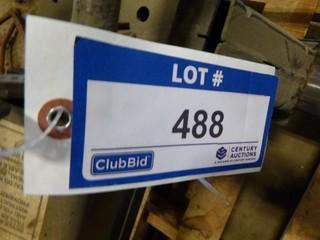 LOT #
488
ClubBid
CENTURY
AUCTIONS